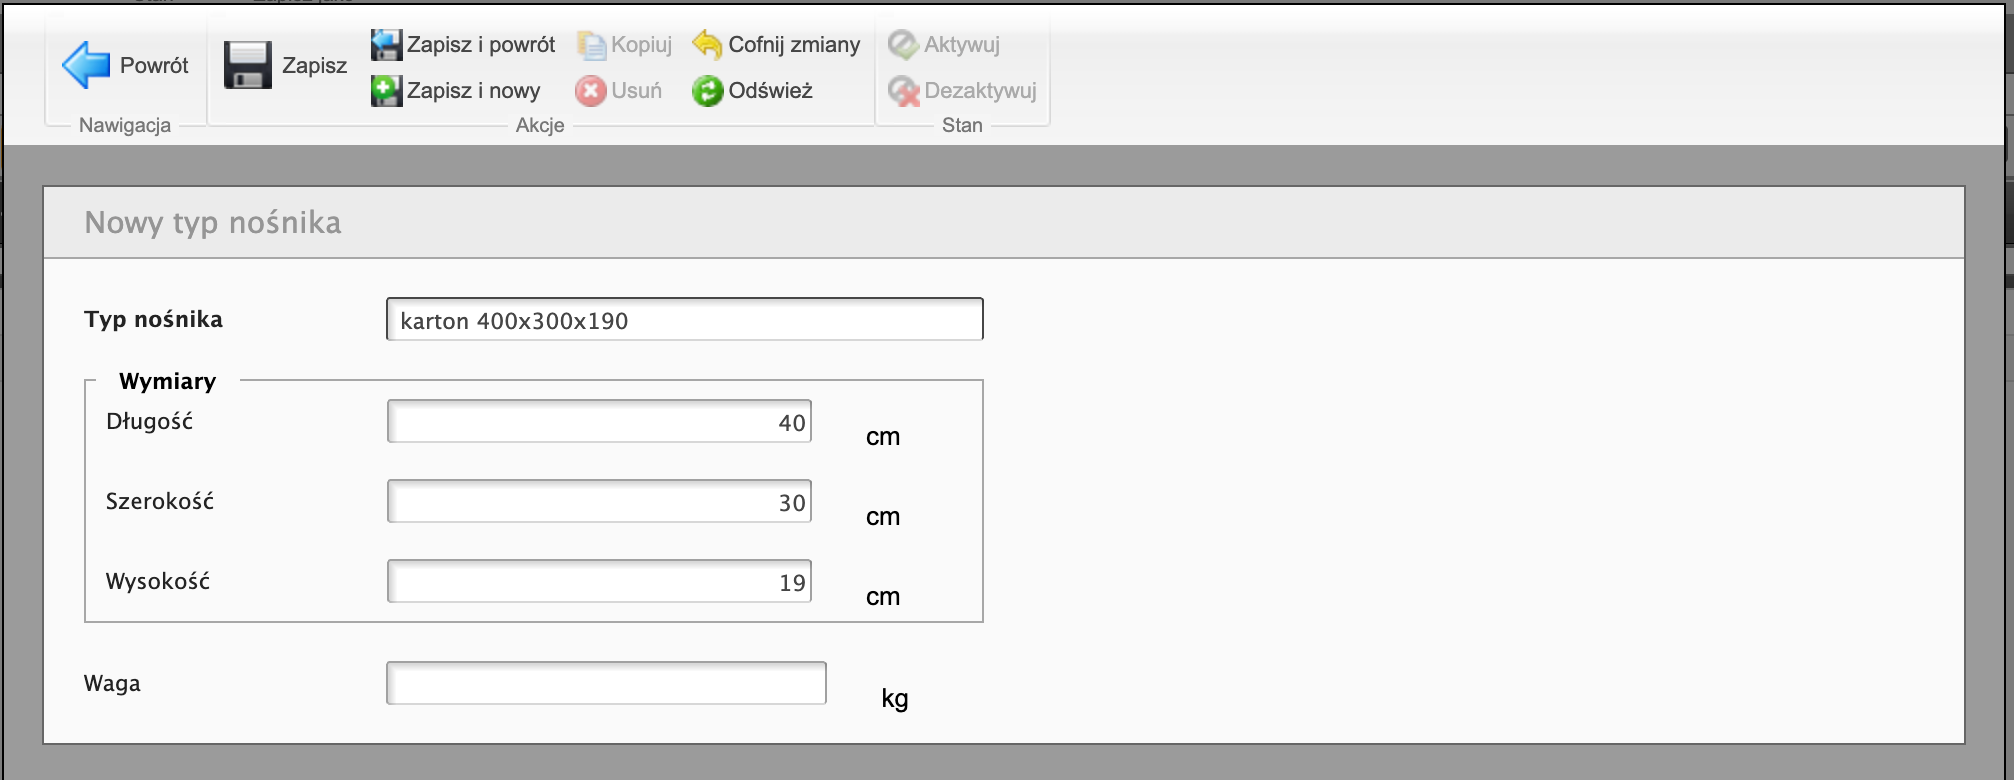 Powrót
Zapisz
Zapisz i powrót
Kopiuj
Cofnij zmiany
Aktywuj
Zapisz i nowy
Usuń
Odśwież
Dezaktywuj
Nawigacja
Akcje
Stan
Nowy typ nośnika
Typ nośnika
karton 400x300x190
Wymiary
Długość
40
cm
Szerokość
30
cm
Wysokość
19
cm
Waga
kg